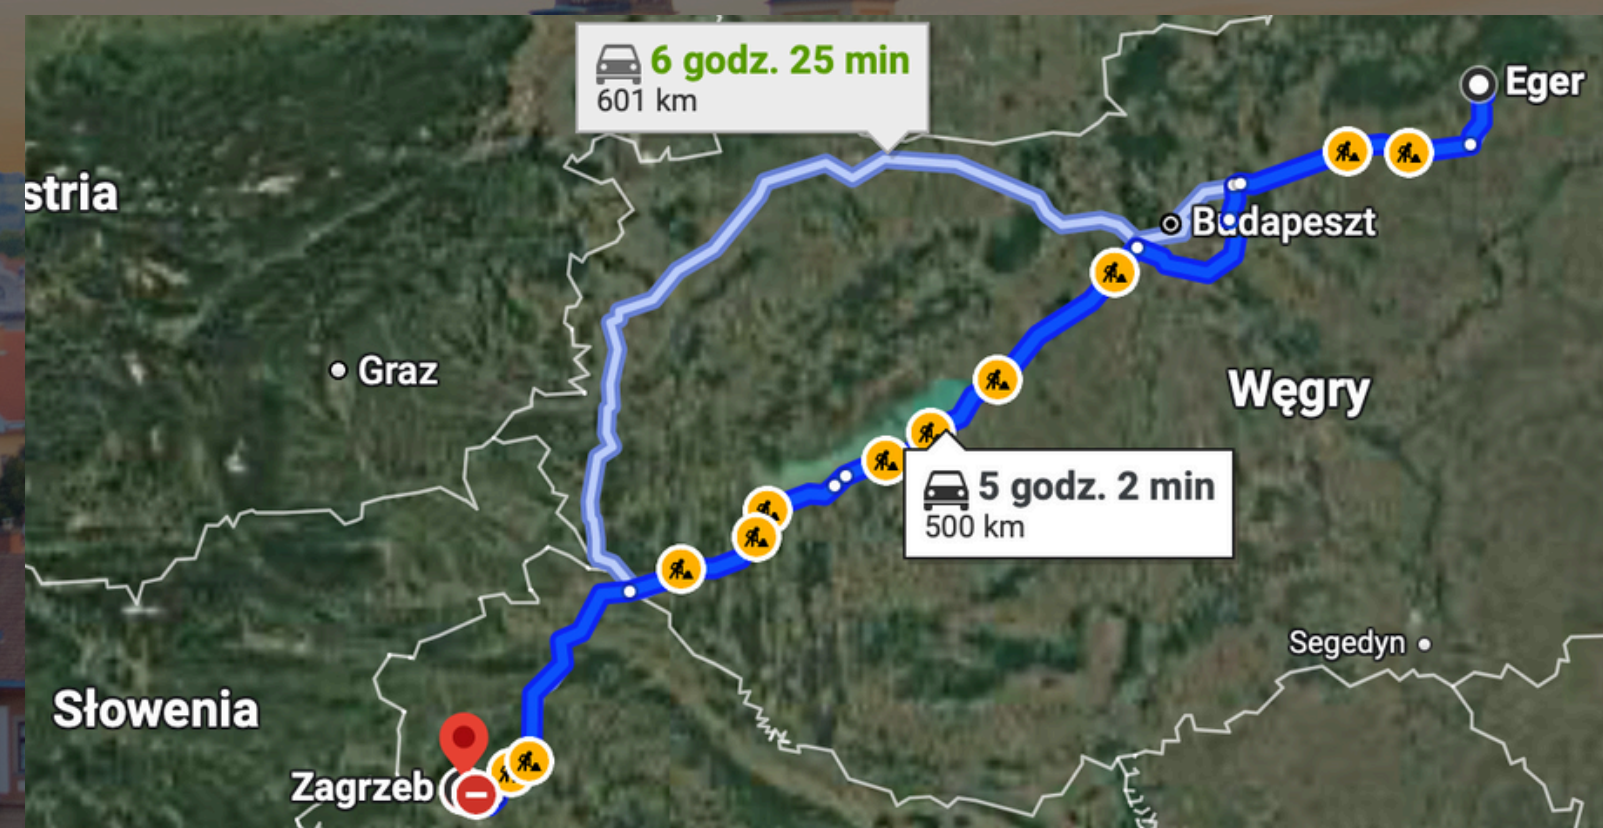 6 godz. 25 min
601 km
Eger
stria
Budapeszt
Graz
Węgry
5 godz. 2 min
500 km
Segedyn
Słowenia
Zagrzeb